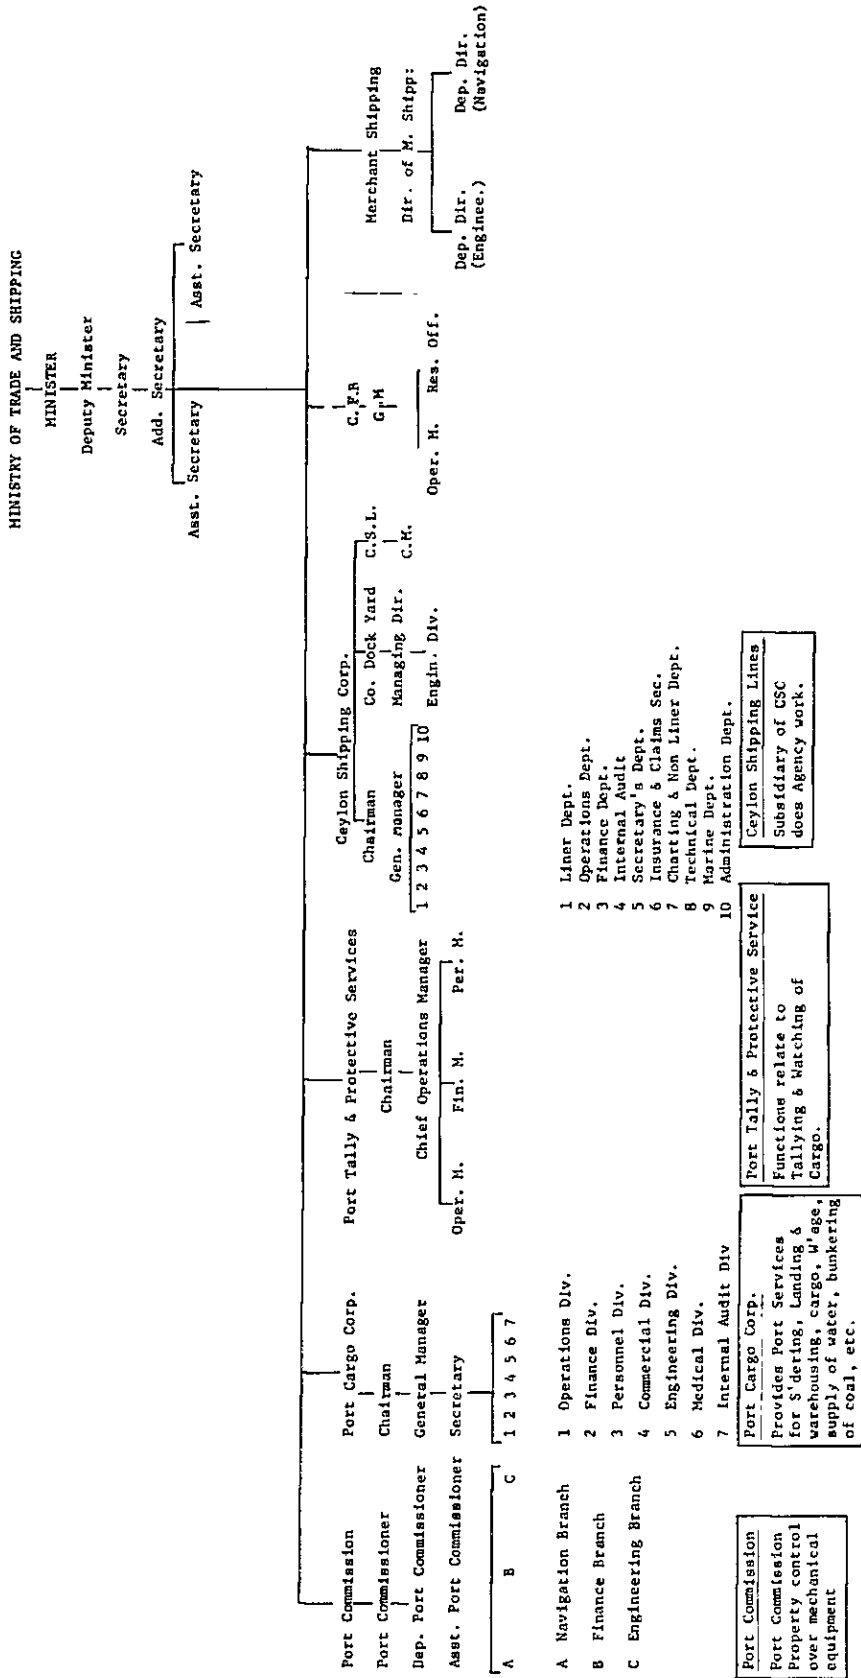 MINISTRY OF TRADE AND SHIPPING
MINISTER
Deputy Minister
Secretary
Add. Secretary
Asst. Secretary
Asst. Secretary
Port Commission
Port Commissioner
Dep. Port Commissioner
Asst. Port Commissioner
A B C
A Navigation Branch
B Finance Branch
C Engineering Branch
Port Cargo Corp.
Chairman
General Manager
Secretary
1 2 3 4 5 6 7
1 Operations Div.
2 Finance Div.
3 Personnel Div.
4 Commercial Div.
5 Engineering Div.
6 Medical Div.
7 Internal Audit Div
Port Tally & Protective Services
Chairman
Chief Operations Manager
Oper. M. Fin. M. Per. M.
Ceylon Shipping Corp.
Chairman
Gen. manager
1 2 3 4 5 6 7 8 9 10
Co. Dock Yard
Managing Dir.
Engin. Div.
C.S.L.
C.M.
1 Liner Dept.
2 Operations Dept.
3 Finance Dept.
4 Internal Audit
5 Secretary's Dept.
6 Insurance & Claims Sec.
7 Charting & Non Liner Dept.
8 Technical Dept.
9 Marine Dept.
10 Administration Dept.
C.F.B
G.M
Oper. M. Res. Off.
Merchant Shipping
Dir. of M. Shipp:
Dep. Dir.
(Enginee.)
Dep. Dir.
(Navigation)
Port Commission
Port Commission
Property control
over mechanical
equipment
Port Cargo Corp.
Provides Port Services
for S'dering, Landing &
warehousing, cargo, W'age,
supply of water, bunkering
of coal, etc.
Port Tally & Protective Service
Functions relate to
Tallying & Watching of
Cargo.
Ceylon Shipping Lines
Subsidiary of CSC
does Agency work.